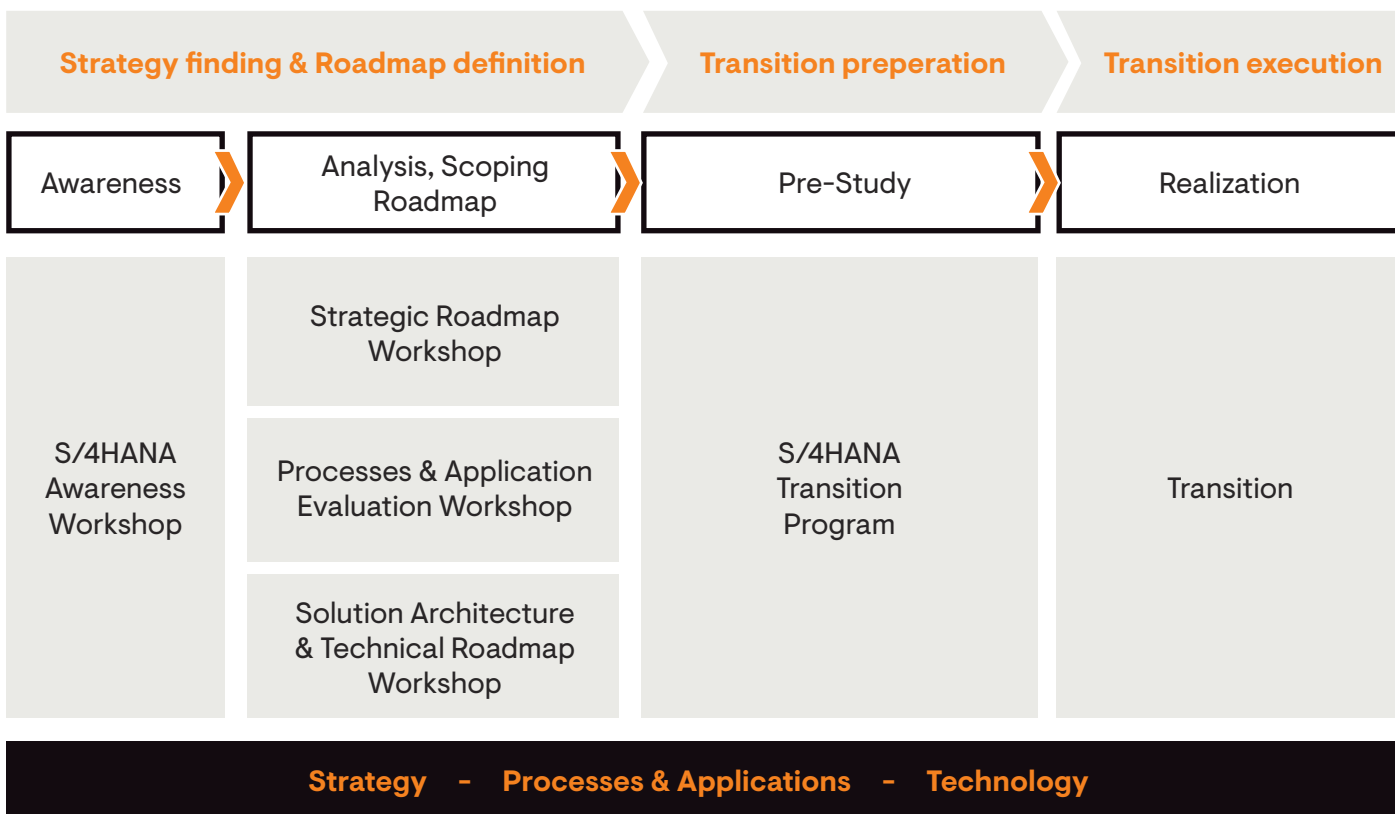 Strategy finding & Roadmap definition
Transition preperation
Transition execution
Awareness
Analysis, Scoping
Roadmap
Pre-Study
Realization
S/4HANA
Awareness
Workshop
Strategic Roadmap
Workshop
Processes & Application
Evaluation Workshop
Solution Architecture
& Technical Roadmap
Workshop
S/4HANA
Transition
Program
Transition
Strategy - Processes & Applications - Technology